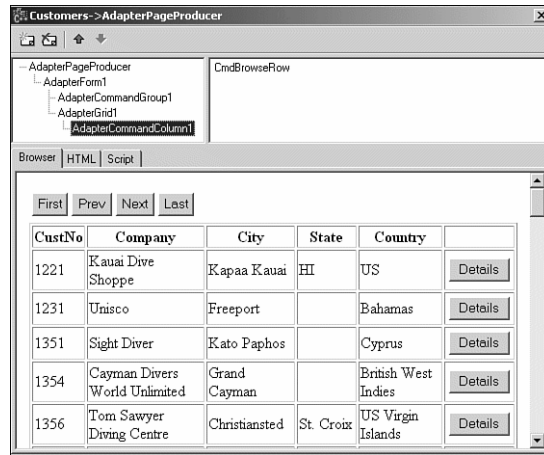 Customers->AdapterPageProducer
AdapterPageProducer
AdapterForm1
AdapterCommandGroup1
AdapterGrid1
AdapterCommandColumn1
CmdBrowseRow
Browser HTML Script
First Prev Next Last
CustNo Company City State Country
1221 Kauai Dive Shoppe Kapaa Kauai HI US Details
1231 Unisco Freeport Bahamas Details
1351 Sight Diver Kato Paphos Cyprus Details
1354 Cayman Divers World Unlimited Grand Cayman British West Indies Details
1356 Tom Sawyer Diving Centre Christiansted St. Croix US Virgin Islands Details